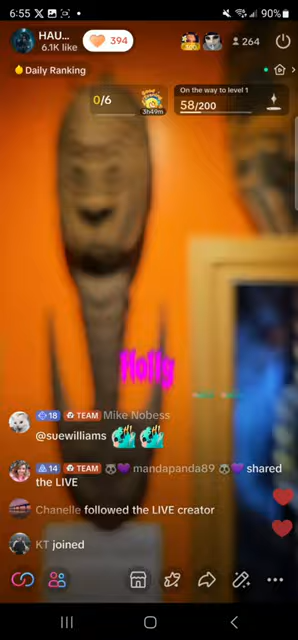 6:55
90%
HAU...
6.1K like
394
264
Daily Ranking
0/6
3h49m
On the way to level 1
58/200
Molly
18 TEAM Mike Nobess
@suewilliams
14 TEAM mandapanda89 shared
the LIVE
Chanelle followed the LIVE creator
KT joined